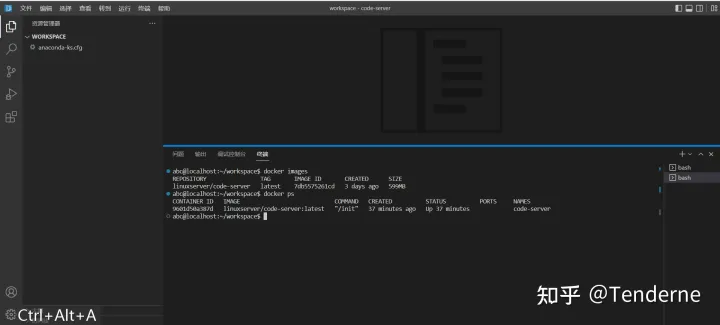 文件 编辑 选择 查看 转到 运行 终端 帮助
workspace - code-server
资源管理器 ···
WORKSPACE
anaconda-ks.cfg
问题 输出 调试控制台 终端
bash
bash
abc@localhost:~/workspace$ docker images
REPOSITORY TAG IMAGE ID CREATED SIZE
linuxserver/code-server latest 7db5575261cd 3 days ago 599MB
abc@localhost:~/workspace$ docker ps
CONTAINER ID IMAGE COMMAND CREATED STATUS PORTS NAMES
9601d50a387d linuxserver/code-server:latest "/init" 37 minutes ago Up 37 minutes code-server
abc@localhost:~/workspace$
Ctrl+Alt+A
知乎 @Tenderne